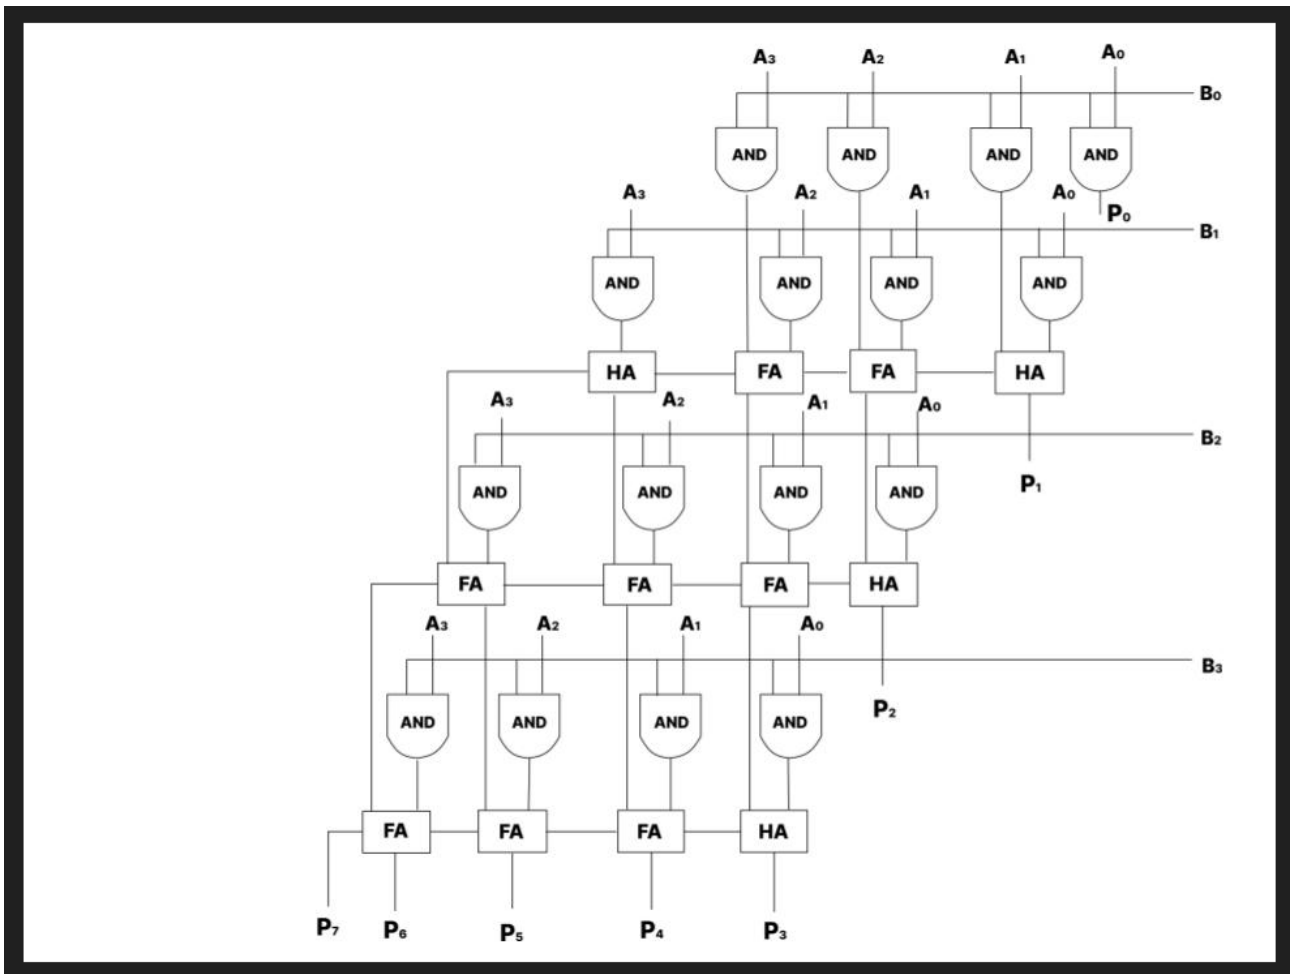 A₃ A₂ A₁ A₀
B₀
AND AND AND AND
A₃ A₂ A₁ A₀
P₀
B₁
AND AND AND AND
HA FA FA HA
A₃ A₂ A₁ A₀
B₂
P₁
AND AND AND AND
FA FA FA HA
A₃ A₂ A₁ A₀
B₃
P₂
AND AND AND AND
FA FA FA HA
P₇ P₆ P₅ P₄ P₃